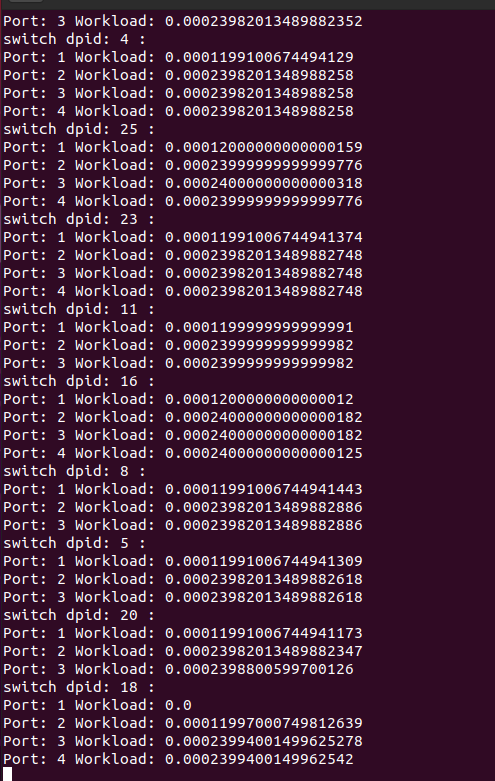 Port: 3 Workload: 0.00023982013489882352
switch dpid: 4 :
Port: 1 Workload: 0.0001199100674494129
Port: 2 Workload: 0.0002398201348988258
Port: 3 Workload: 0.0002398201348988258
Port: 4 Workload: 0.0002398201348988258
switch dpid: 25 :
Port: 1 Workload: 0.00012000000000000159
Port: 2 Workload: 0.00023999999999999776
Port: 3 Workload: 0.00024000000000000318
Port: 4 Workload: 0.00023999999999999776
switch dpid: 23 :
Port: 1 Workload: 0.00011991006744941374
Port: 2 Workload: 0.00023982013489882748
Port: 3 Workload: 0.00023982013489882748
Port: 4 Workload: 0.00023982013489882748
switch dpid: 11 :
Port: 1 Workload: 0.0001199999999999991
Port: 2 Workload: 0.0002399999999999982
Port: 3 Workload: 0.0002399999999999982
switch dpid: 16 :
Port: 1 Workload: 0.0001200000000000012
Port: 2 Workload: 0.00024000000000000182
Port: 3 Workload: 0.00024000000000000182
Port: 4 Workload: 0.00024000000000000125
switch dpid: 8 :
Port: 1 Workload: 0.00011991006744941443
Port: 2 Workload: 0.00023982013489882886
Port: 3 Workload: 0.00023982013489882886
switch dpid: 5 :
Port: 1 Workload: 0.00011991006744941309
Port: 2 Workload: 0.00023982013489882618
Port: 3 Workload: 0.00023982013489882618
switch dpid: 20 :
Port: 1 Workload: 0.00011991006744941173
Port: 2 Workload: 0.00023982013489882347
Port: 3 Workload: 0.0002398800599700126
switch dpid: 18 :
Port: 1 Workload: 0.0
Port: 2 Workload: 0.00011997000749812639
Port: 3 Workload: 0.00023994001499625278
Port: 4 Workload: 0.0002399400149962542